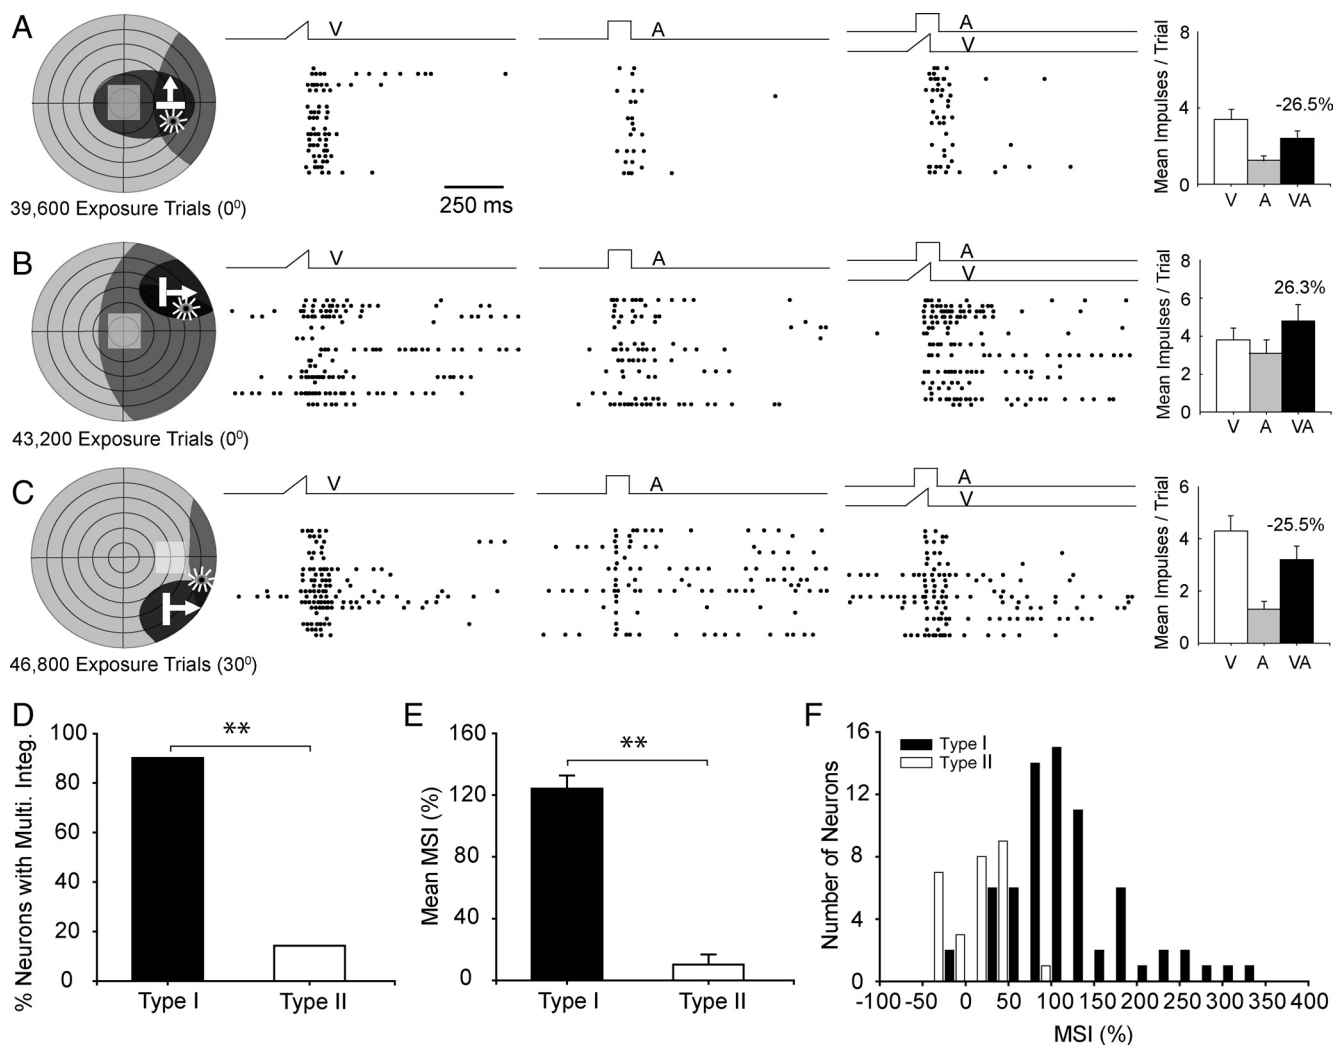 A
V
A
A
V
8
4
0
Mean Impulses / Trial
-26.5%
V A VA
250 ms
39,600 Exposure Trials (0⁰)
B
V
A
A
V
8
6
4
2
0
Mean Impulses / Trial
26.3%
V A VA
43,200 Exposure Trials (0⁰)
C
V
A
A
V
6
4
2
0
Mean Impulses / Trial
-25.5%
V A VA
46,800 Exposure Trials (30⁰)
D
% Neurons with Multi. Integ.
100
80
60
40
20
0
**
Type I Type II
E
Mean MSI (%)
160
120
80
40
0
**
Type I Type II
F
Number of Neurons
16
12
8
4
0
Type I
Type II
-100 -50 0 50 100 150 200 250 300 350 400
MSI (%)